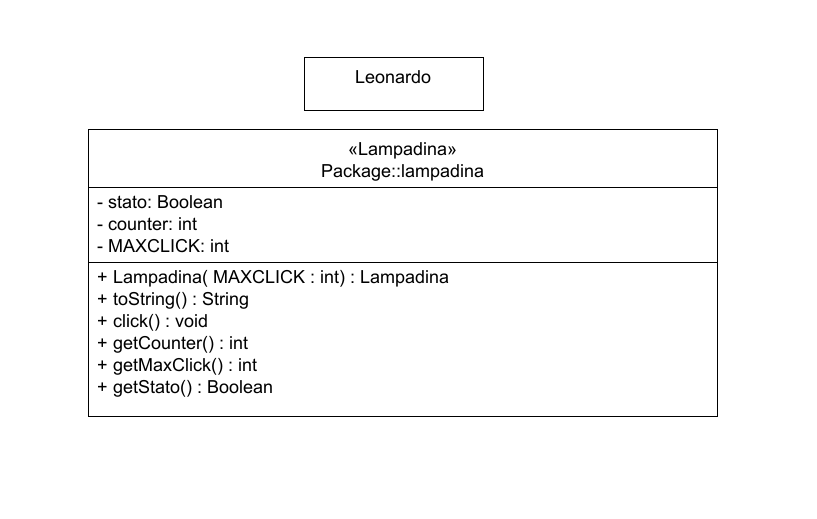 Leonardo
«Lampadina»
Package::lampadina
- stato: Boolean
- counter: int
- MAXCLICK: int
+ Lampadina( MAXCLICK : int) : Lampadina
+ toString() : String
+ click() : void
+ getCounter() : int
+ getMaxClick() : int
+ getStato() : Boolean